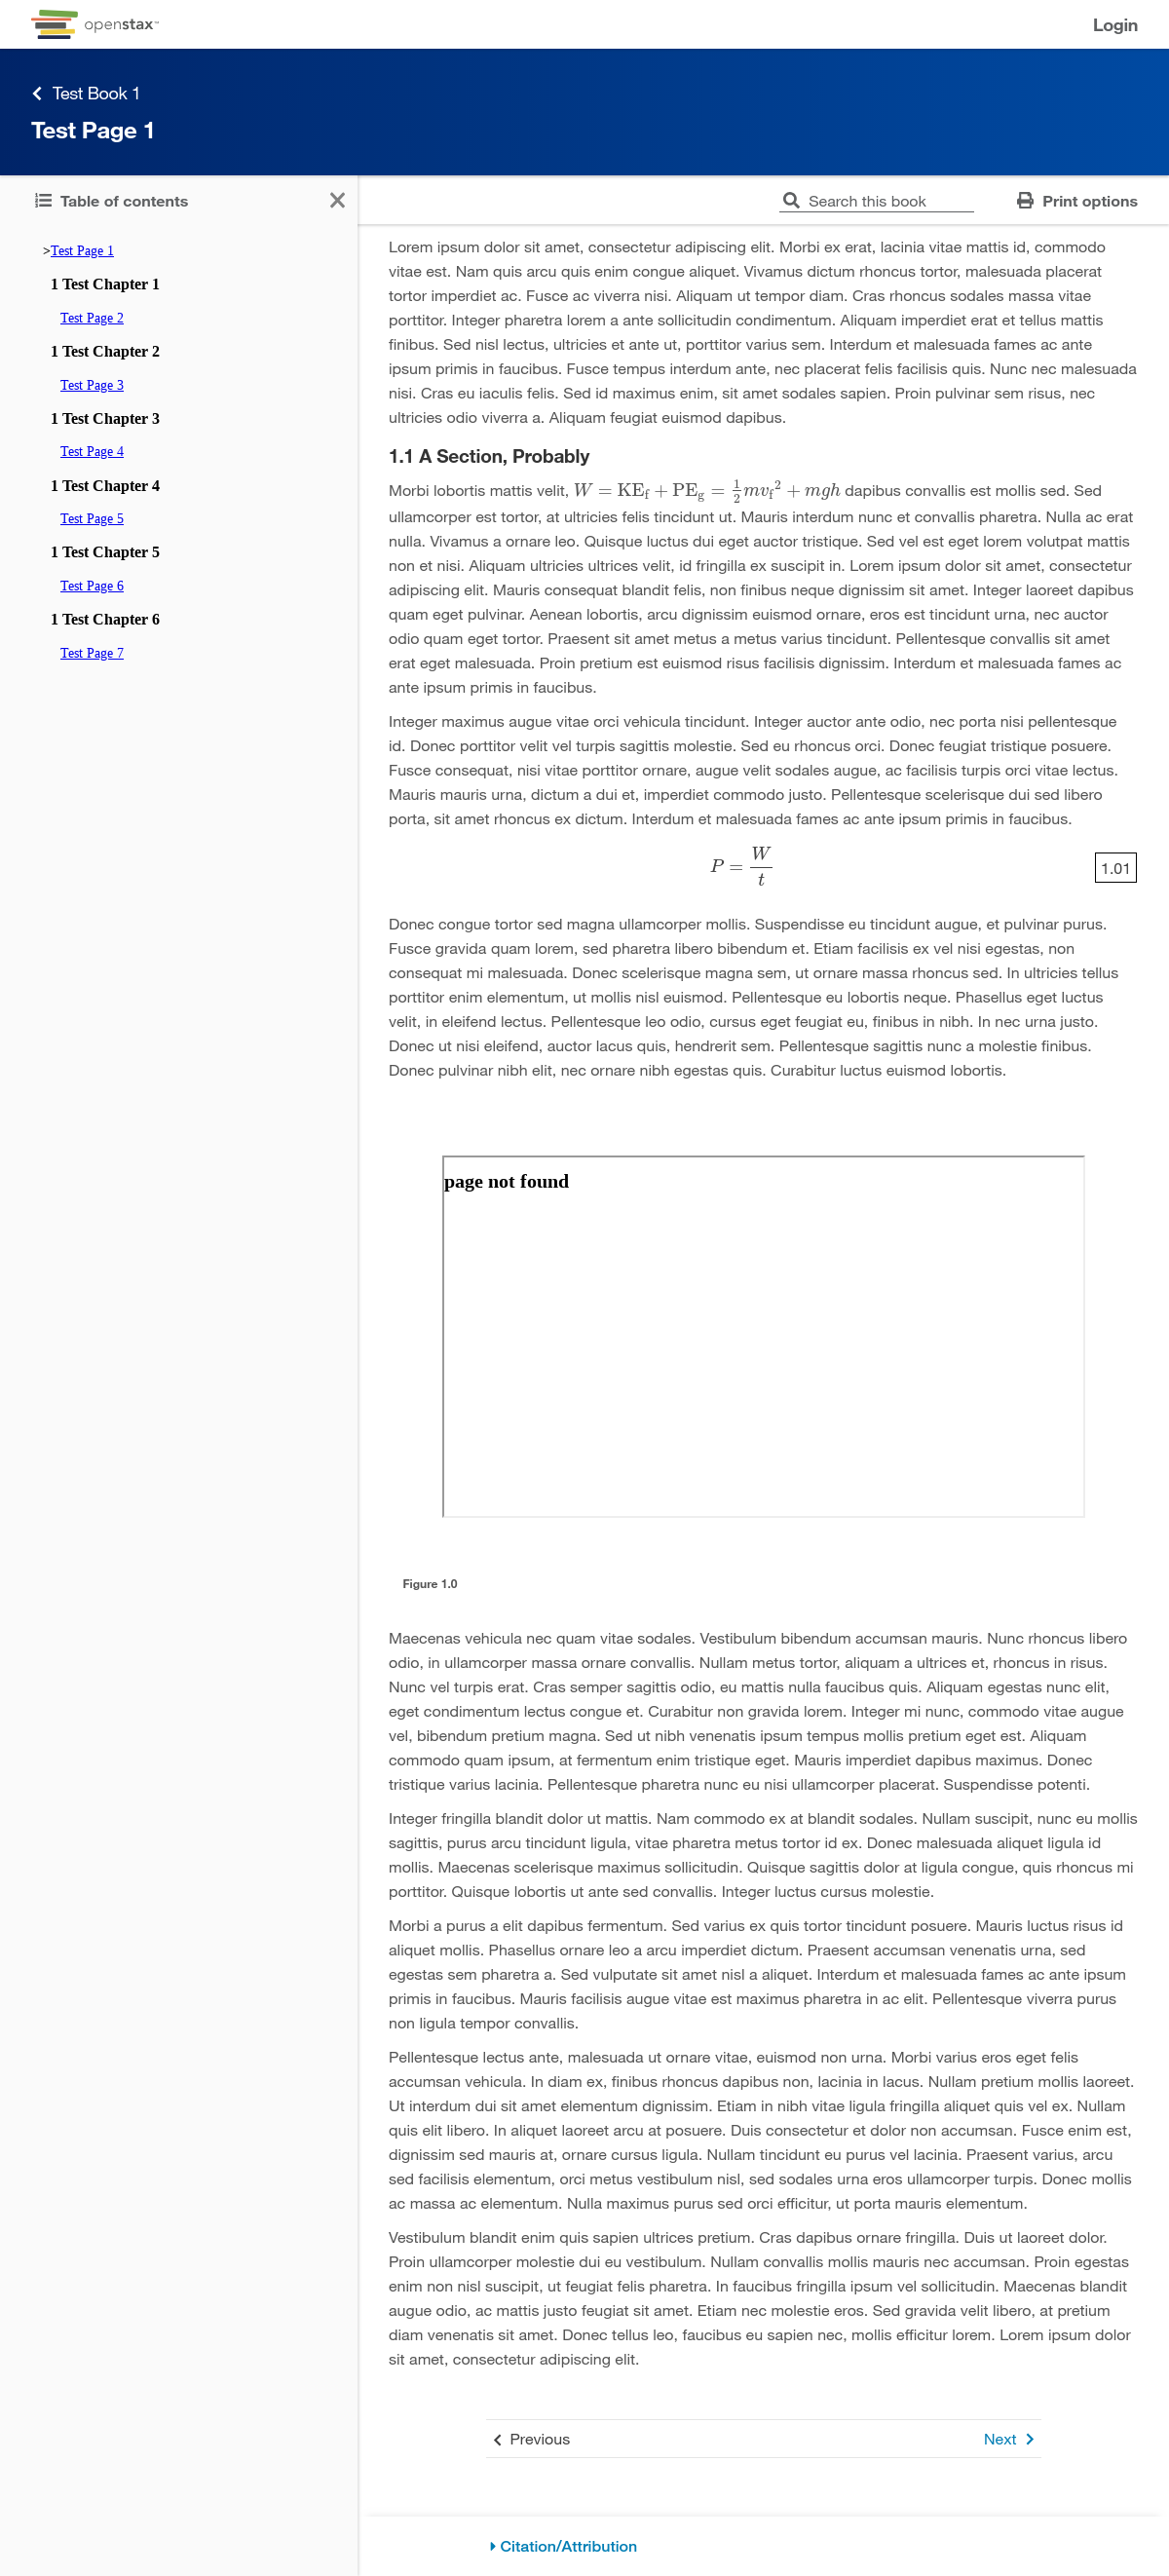 openstax™
Login
Test Book 1
Test Page 1
Table of contents
Search this book
Print options
>Test Page 1
1 Test Chapter 1
Test Page 2
1 Test Chapter 2
Test Page 3
1 Test Chapter 3
Test Page 4
1 Test Chapter 4
Test Page 5
1 Test Chapter 5
Test Page 6
1 Test Chapter 6
Test Page 7
Lorem ipsum dolor sit amet, consectetur adipiscing elit. Morbi ex erat, lacinia vitae mattis id, commodo
vitae est. Nam quis arcu quis enim congue aliquet. Vivamus dictum rhoncus tortor, malesuada placerat
tortor imperdiet ac. Fusce ac viverra nisi. Aliquam ut tempor diam. Cras rhoncus sodales massa vitae
porttitor. Integer pharetra lorem a ante sollicitudin condimentum. Aliquam imperdiet erat et tellus mattis
finibus. Sed nisl lectus, ultricies et ante ut, porttitor varius sem. Interdum et malesuada fames ac ante
ipsum primis in faucibus. Fusce tempus interdum ante, nec placerat felis facilisis quis. Nunc nec malesuada
nisi. Cras eu iaculis felis. Sed id maximus enim, sit amet sodales sapien. Proin pulvinar sem risus, nec
ultricies odio viverra a. Aliquam feugiat euismod dapibus.
1.1 A Section, Probably
Morbi lobortis mattis velit, W = KE_f + PE_g = 1/2 mv_f^2 + mgh dapibus convallis est mollis sed. Sed
ullamcorper est tortor, at ultricies felis tincidunt ut. Mauris interdum nunc et convallis pharetra. Nulla ac erat
nulla. Vivamus a ornare leo. Quisque luctus dui eget auctor tristique. Sed vel est eget lorem volutpat mattis
non et nisi. Aliquam ultricies ultrices velit, id fringilla ex suscipit in. Lorem ipsum dolor sit amet, consectetur
adipiscing elit. Mauris consequat blandit felis, non finibus neque dignissim sit amet. Integer laoreet dapibus
quam eget pulvinar. Aenean lobortis, arcu dignissim euismod ornare, eros est tincidunt urna, nec auctor
odio quam eget tortor. Praesent sit amet metus a metus varius tincidunt. Pellentesque convallis sit amet
erat eget malesuada. Proin pretium est euismod risus facilisis dignissim. Interdum et malesuada fames ac
ante ipsum primis in faucibus.
Integer maximus augue vitae orci vehicula tincidunt. Integer auctor ante odio, nec porta nisi pellentesque
id. Donec porttitor velit vel turpis sagittis molestie. Sed eu rhoncus orci. Donec feugiat tristique posuere.
Fusce consequat, nisi vitae porttitor ornare, augue velit sodales augue, ac facilisis turpis orci vitae lectus.
Mauris mauris urna, dictum a dui et, imperdiet commodo justo. Pellentesque scelerisque dui sed libero
porta, sit amet rhoncus ex dictum. Interdum et malesuada fames ac ante ipsum primis in faucibus.
P = W/t 1.01
Donec congue tortor sed magna ullamcorper mollis. Suspendisse eu tincidunt augue, et pulvinar purus.
Fusce gravida quam lorem, sed pharetra libero bibendum et. Etiam facilisis ex vel nisi egestas, non
consequat mi malesuada. Donec scelerisque magna sem, ut ornare massa rhoncus sed. In ultricies tellus
porttitor enim elementum, ut mollis nisl euismod. Pellentesque eu lobortis neque. Phasellus eget luctus
velit, in eleifend lectus. Pellentesque leo odio, cursus eget feugiat eu, finibus in nibh. In nec urna justo.
Donec ut nisi eleifend, auctor lacus quis, hendrerit sem. Pellentesque sagittis nunc a molestie finibus.
Donec pulvinar nibh elit, nec ornare nibh egestas quis. Curabitur luctus euismod lobortis.
page not found
Figure 1.0
Maecenas vehicula nec quam vitae sodales. Vestibulum bibendum accumsan mauris. Nunc rhoncus libero
odio, in ullamcorper massa ornare convallis. Nullam metus tortor, aliquam a ultrices et, rhoncus in risus.
Nunc vel turpis erat. Cras semper sagittis odio, eu mattis nulla faucibus quis. Aliquam egestas nunc elit,
eget condimentum lectus congue et. Curabitur non gravida lorem. Integer mi nunc, commodo vitae augue
vel, bibendum pretium magna. Sed ut nibh venenatis ipsum tempus mollis pretium eget est. Aliquam
commodo quam ipsum, at fermentum enim tristique eget. Mauris imperdiet dapibus maximus. Donec
tristique varius lacinia. Pellentesque pharetra nunc eu nisi ullamcorper placerat. Suspendisse potenti.
Integer fringilla blandit dolor ut mattis. Nam commodo ex at blandit sodales. Nullam suscipit, nunc eu mollis
sagittis, purus arcu tincidunt ligula, vitae pharetra metus tortor id ex. Donec malesuada aliquet ligula id
mollis. Maecenas scelerisque maximus sollicitudin. Quisque sagittis dolor at ligula congue, quis rhoncus mi
porttitor. Quisque lobortis ut ante sed convallis. Integer luctus cursus molestie.
Morbi a purus a elit dapibus fermentum. Sed varius ex quis tortor tincidunt posuere. Mauris luctus risus id
aliquet mollis. Phasellus ornare leo a arcu imperdiet dictum. Praesent accumsan venenatis urna, sed
egestas sem pharetra a. Sed vulputate sit amet nisl a aliquet. Interdum et malesuada fames ac ante ipsum
primis in faucibus. Mauris facilisis augue vitae est maximus pharetra in ac elit. Pellentesque viverra purus
non ligula tempor convallis.
Pellentesque lectus ante, malesuada ut ornare vitae, euismod non urna. Morbi varius eros eget felis
accumsan vehicula. In diam ex, finibus rhoncus dapibus non, lacinia in lacus. Nullam pretium mollis laoreet.
Ut interdum dui sit amet elementum dignissim. Etiam in nibh vitae ligula fringilla aliquet quis vel ex. Nullam
quis elit libero. In aliquet laoreet arcu at posuere. Duis consectetur et dolor non accumsan. Fusce enim est,
dignissim sed mauris at, ornare cursus ligula. Nullam tincidunt eu purus vel lacinia. Praesent varius, arcu
sed facilisis elementum, orci metus vestibulum nisl, sed sodales urna eros ullamcorper turpis. Donec mollis
ac massa ac elementum. Nulla maximus purus sed orci efficitur, ut porta mauris elementum.
Vestibulum blandit enim quis sapien ultrices pretium. Cras dapibus ornare fringilla. Duis ut laoreet dolor.
Proin ullamcorper molestie dui eu vestibulum. Nullam convallis mollis mauris nec accumsan. Proin egestas
enim non nisl suscipit, ut feugiat felis pharetra. In faucibus fringilla ipsum vel sollicitudin. Maecenas blandit
augue odio, ac mattis justo feugiat sit amet. Etiam nec molestie eros. Sed gravida velit libero, at pretium
diam venenatis sit amet. Donec tellus leo, faucibus eu sapien nec, mollis efficitur lorem. Lorem ipsum dolor
sit amet, consectetur adipiscing elit.
Previous
Next
Citation/Attribution